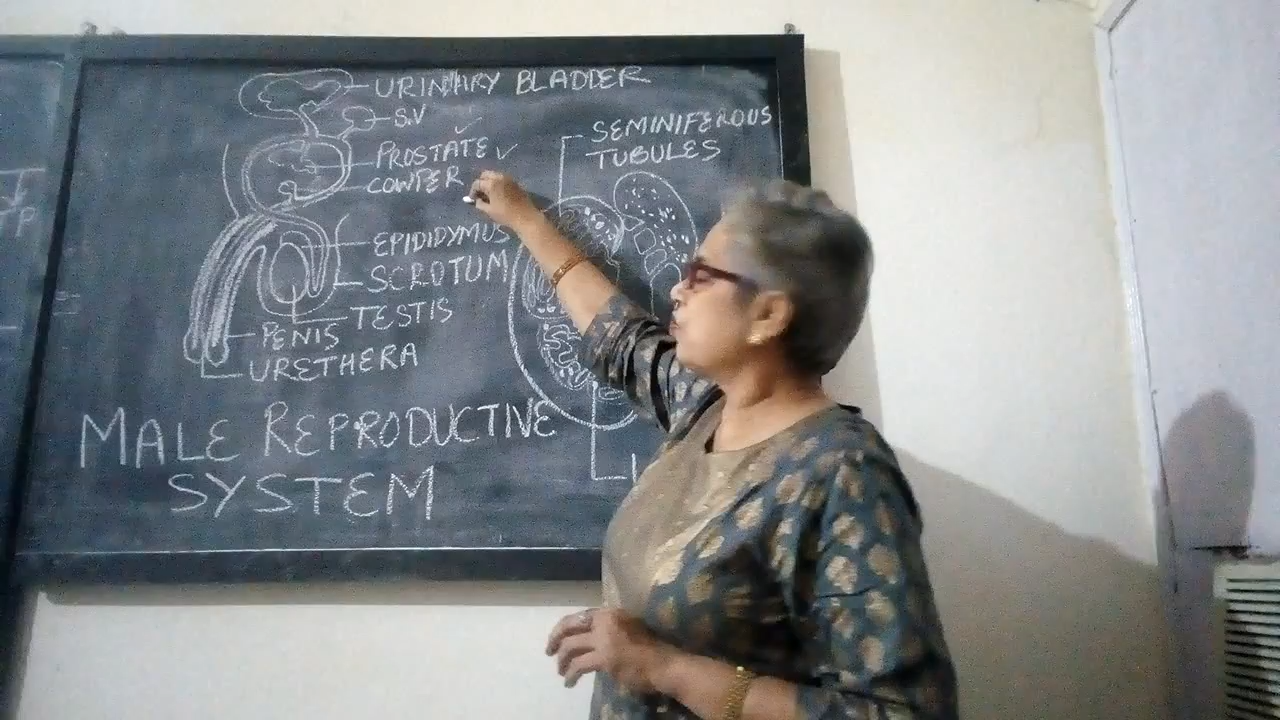 URINARY BLADDER
S.V
PROSTATE
COWPER
EPIDIDYMUS
SCROTUM
TESTIS
PENIS
URETHERA
SEMINIFEROUS
TUBULES
MALE REPRODUCTIVE
SYSTEM